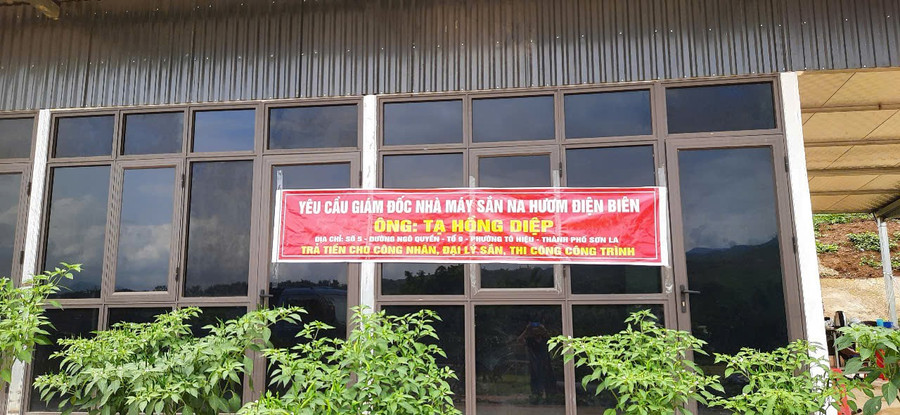 YÊU CẦU GIÁM ĐỐC NHÀ MÁY SẮN NA HƯƠM ĐIỆN BIÊN
ÔNG: TẠ HỒNG DIỆP
ĐỊA CHỈ: SỐ 5 - ĐƯỜNG NGÔ QUYỀN - TỔ 9 - PHƯỜNG TÔ HIỆU - THÀNH PHỐ SƠN LA
TRẢ TIỀN CHO CÔNG NHÂN, ĐẠI LÝ SẮN, THI CÔNG CÔNG TRÌNH